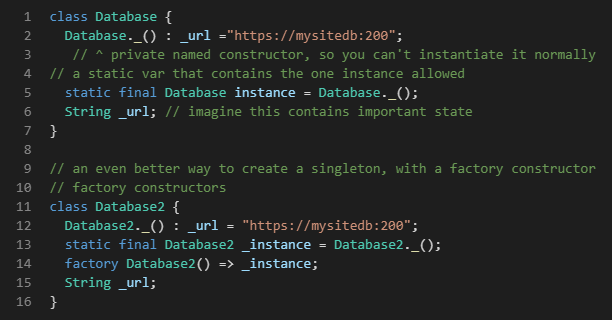 1 class Database {
2   Database._() : _url ="https://mysitedb:200";
3    // ^ private named constructor, so you can't instantiate it normally
4 // a static var that contains the one instance allowed
5   static final Database instance = Database._();
6   String _url; // imagine this contains important state
7 }
8
9 // an even better way to create a singleton, with a factory constructor
10 // factory constructors
11 class Database2 {
12   Database2._() : _url = "https://mysitedb:200";
13   static final Database2 _instance = Database2._();
14   factory Database2() => _instance;
15   String _url;
16 }